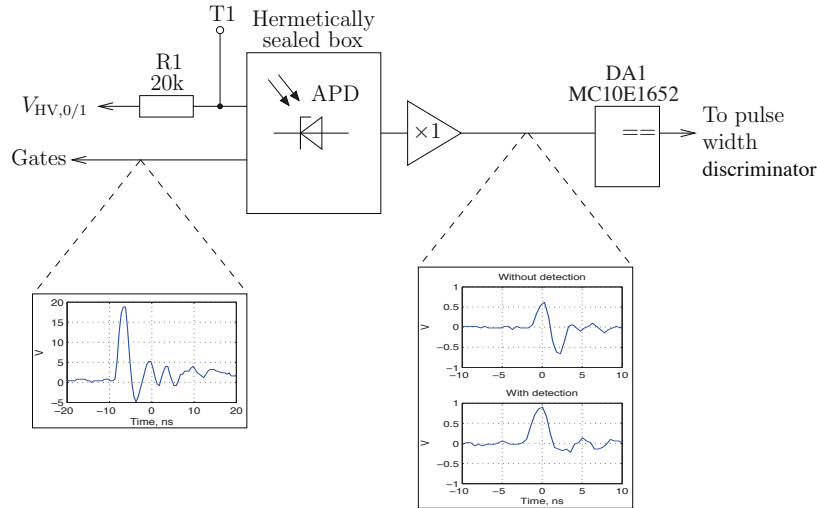 T1
Hermetically
sealed box
R1
20k
APD
V_HV,0/1
×1
DA1
MC10E1652
==
To pulse
width
discriminator
Gates
20
15
10
5
0
−5
−20
−10
0
10
20
V
Time, ns
Without detection
1
0.5
0
−0.5
−1
−10
−5
0
5
10
V
With detection
1
0.5
0
−0.5
−1
−10
−5
0
5
10
V
Time, ns